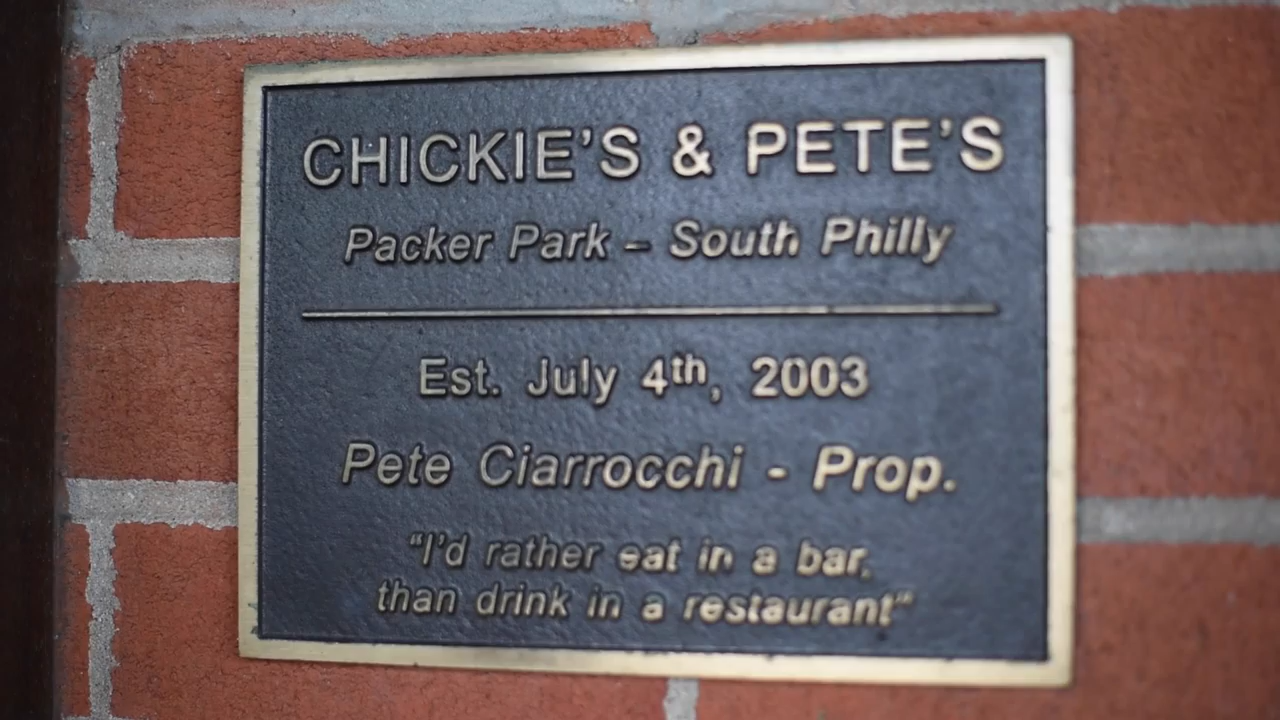 CHICKIE'S & PETE'S
Packer Park – South Philly
Est. July 4th, 2003
Pete Ciarrocchi - Prop.
“I'd rather eat in a bar,
than drink in a restaurant“